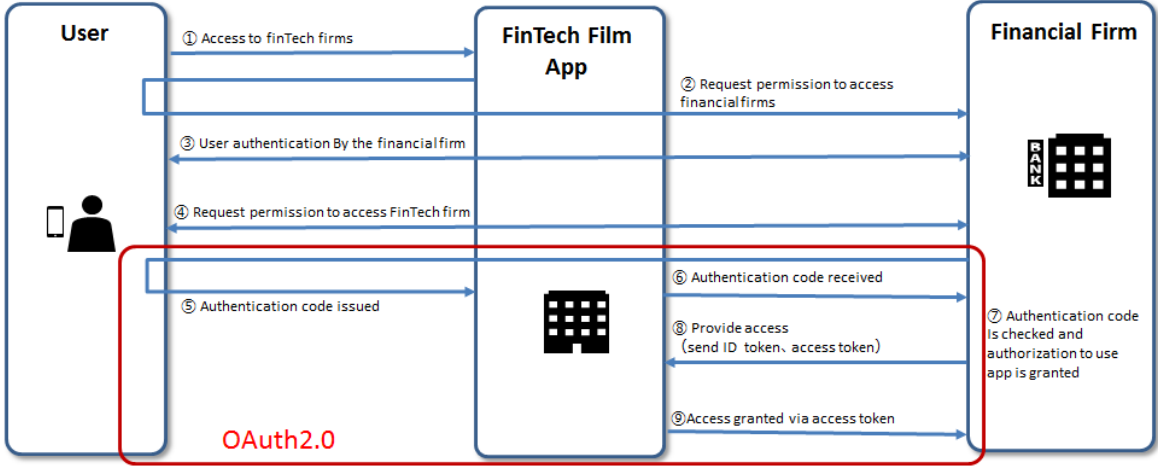 User
FinTech Film
App
Financial Firm
① Access to finTech firms
② Request permission to access
financial firms
③ User authentication By the financial firm
BANK
④ Request permission to access FinTech firm
⑤ Authentication code issued
⑥ Authentication code received
⑦ Authentication code
Is checked and
authorization to use
app is granted
⑧ Provide access
(send ID token、access token)
⑨Access granted via access token
OAuth2.0